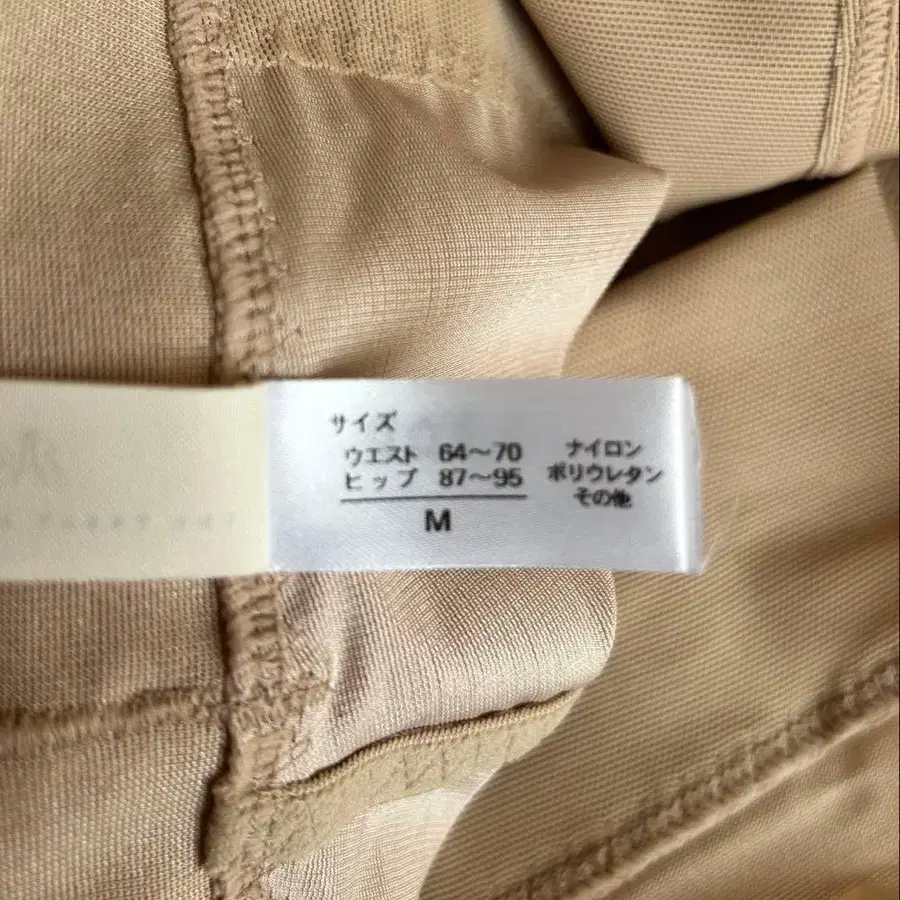 サイズ
ウエスト 64～70
ヒップ 87～95
M
ナイロン
ポリウレタン
その他